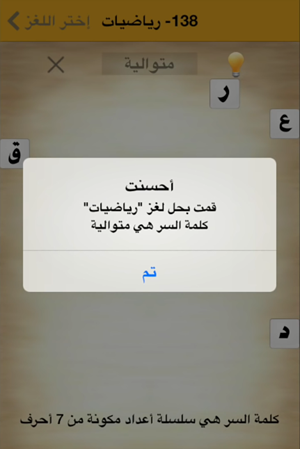 138- رياضيات
إختر اللغز
متوالية
ر
ع
ق
أحسنت
قمت بحل لغز "رياضيات"
كلمة السر هي متوالية
تم
د
كلمة السر هي سلسلة أعداد مكونة من 7 أحرف